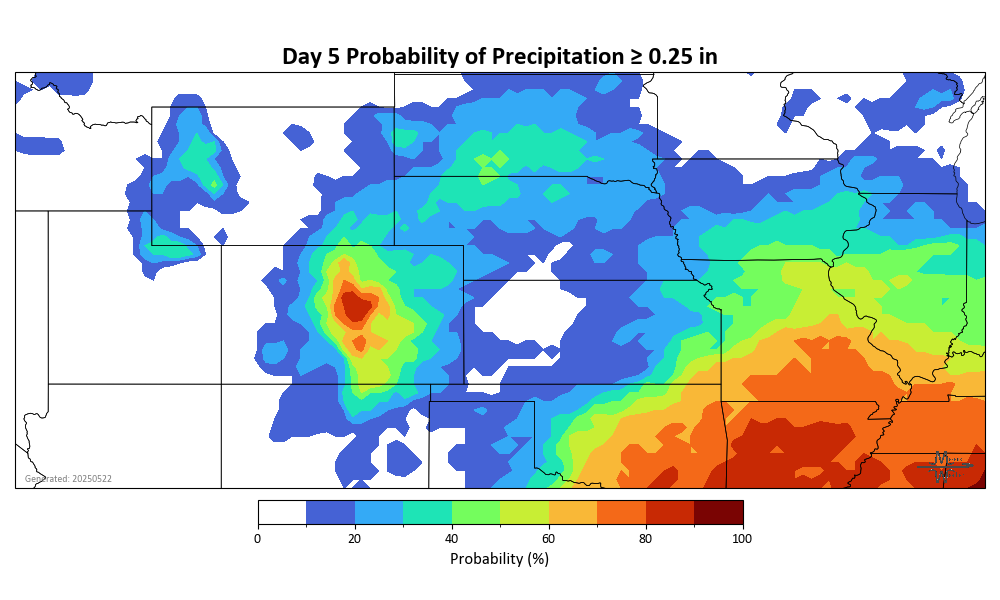 Day 5 Probability of Precipitation ≥ 0.25 in
Generated: 20250522
0 20 40 60 80 100
Probability (%)